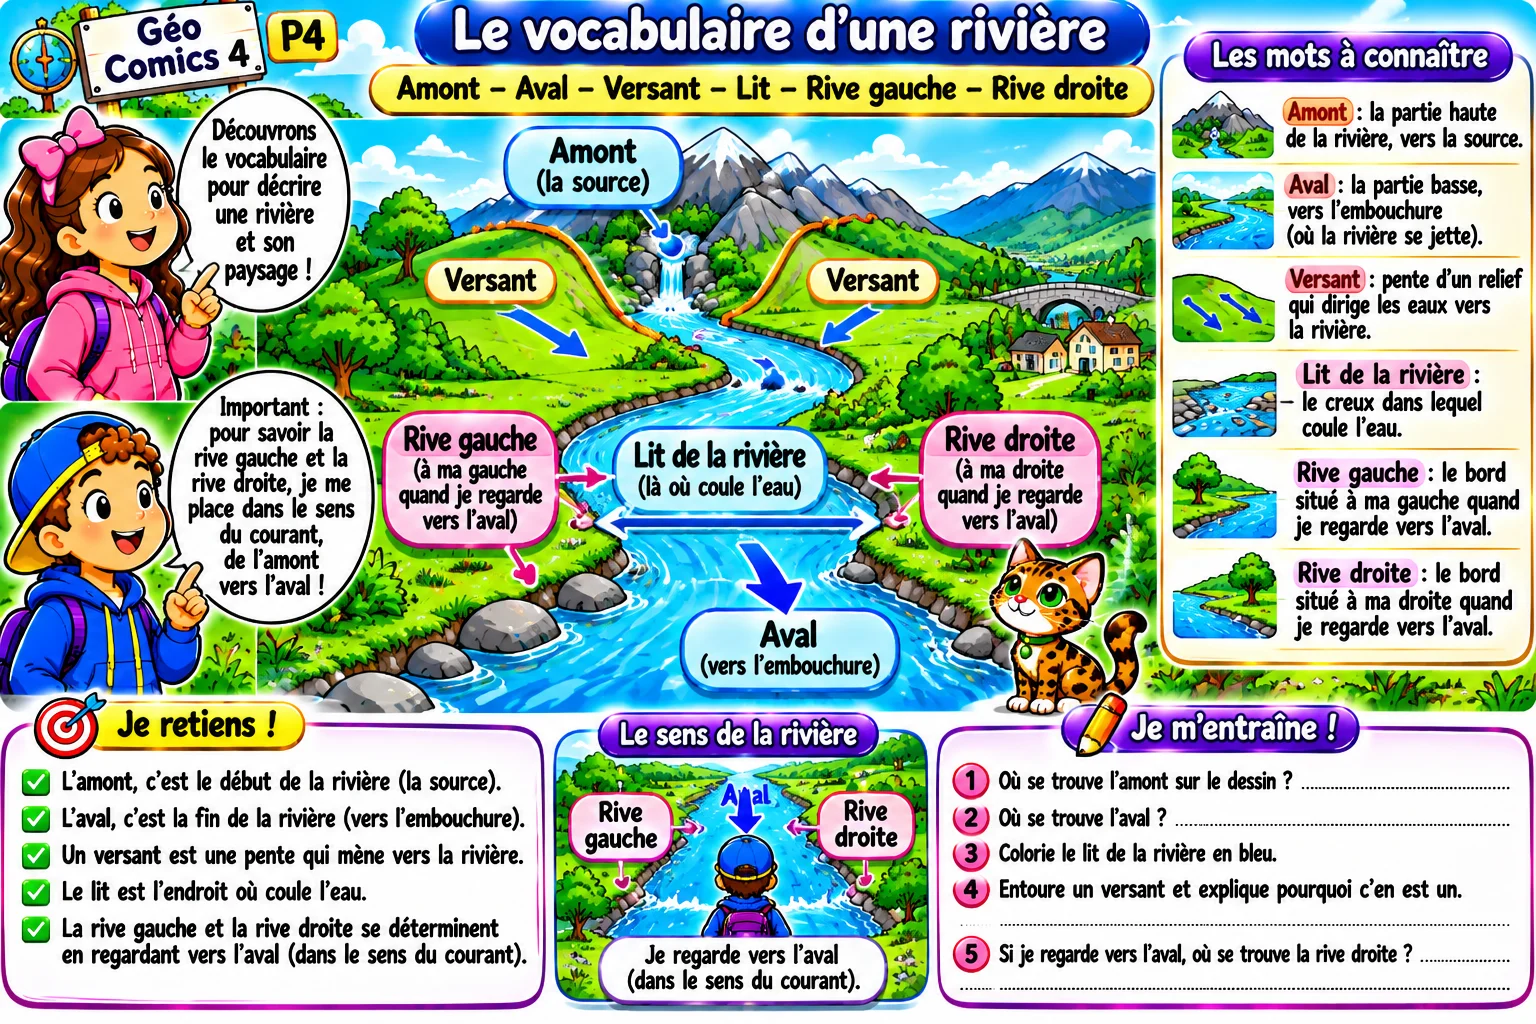 Géo
Comics 4
P4
Le vocabulaire d'une rivière
Amont – Aval – Versant – Lit – Rive gauche – Rive droite
Découvrons
le vocabulaire
pour décrire
une rivière
et son
paysage !
Important :
pour savoir la
rive gauche et la
rive droite, je me
place dans le sens
du courant,
de l'amont
vers l'aval !
Amont
(la source)
Versant
Versant
Rive gauche
(à ma gauche
quand je regarde
vers l'aval)
Lit de la rivière
(là où coule l'eau)
Rive droite
(à ma droite
quand je regarde
vers l'aval)
Aval
(vers l'embouchure)
Les mots à connaître
Amont : la partie haute
de la rivière, vers la source.
Aval : la partie basse,
vers l'embouchure
(où la rivière se jette).
Versant : pente d'un relief
qui dirige les eaux vers
la rivière.
Lit de la rivière :
le creux dans lequel
coule l'eau.
Rive gauche : le bord
situé à ma gauche quand
je regarde vers l'aval.
Rive droite : le bord
situé à ma droite quand
je regarde vers l'aval.
Je retiens !
L'amont, c'est le début de la rivière (la source).
L'aval, c'est la fin de la rivière (vers l'embouchure).
Un versant est une pente qui mène vers la rivière.
Le lit est l'endroit où coule l'eau.
La rive gauche et la rive droite se déterminent
en regardant vers l'aval (dans le sens du courant).
Le sens de la rivière
Aval
Rive
gauche
Rive
droite
Je regarde vers l'aval
(dans le sens du courant).
Je m'entraîne !
1 Où se trouve l'amont sur le dessin ?
2 Où se trouve l'aval ?
3 Colorie le lit de la rivière en bleu.
4 Entoure un versant et explique pourquoi c'en est un.
5 Si je regarde vers l'aval, où se trouve la rive droite ?